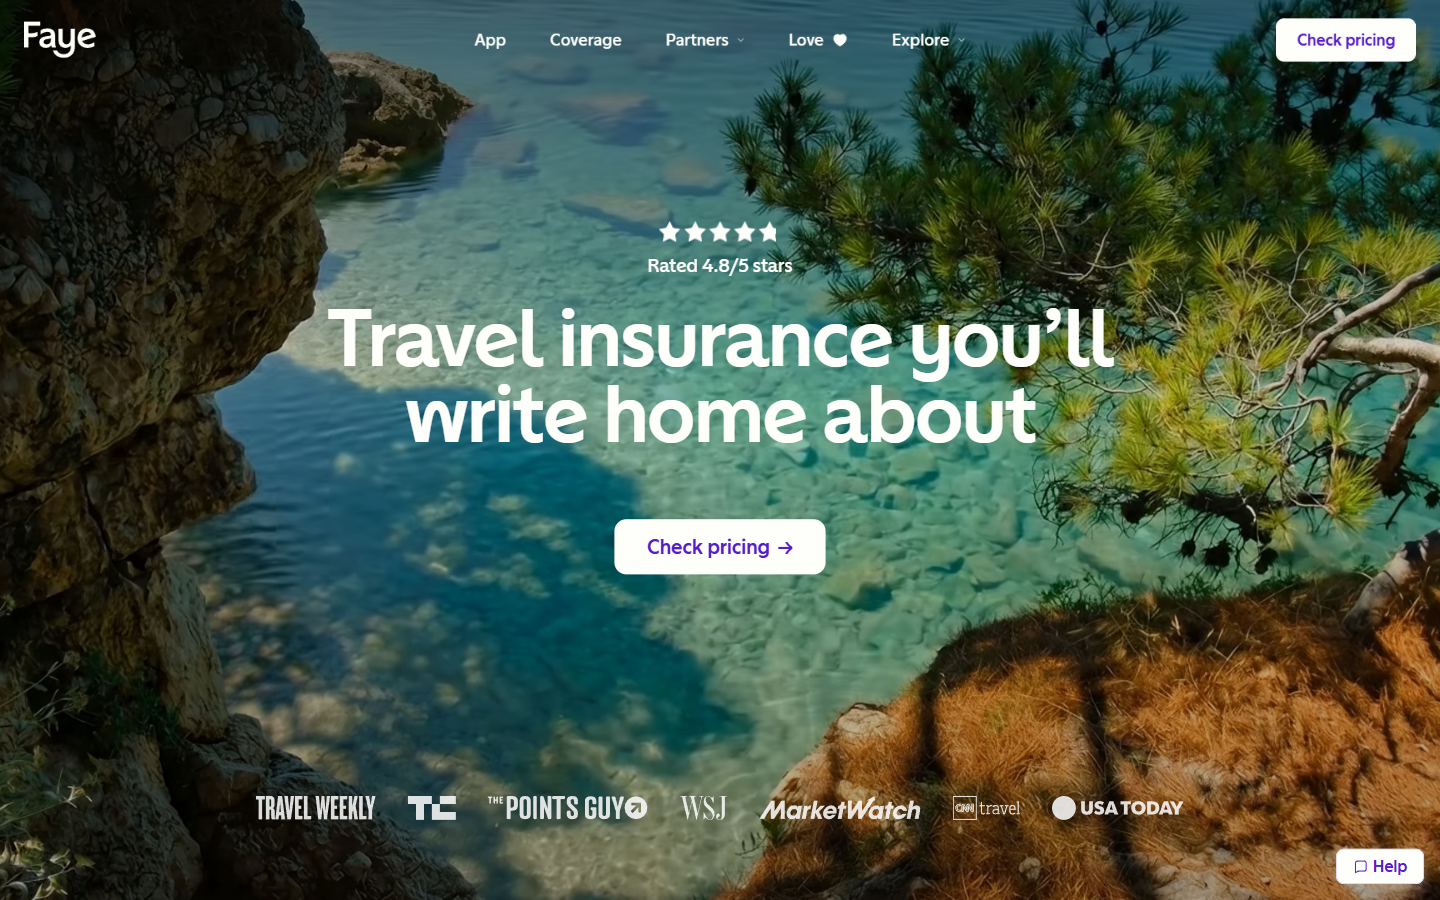 Faye
App
Coverage
Partners
Love
Explore
Check pricing
Rated 4.8/5 stars
Travel insurance you’ll
write home about
Check pricing →
TRAVEL WEEKLY
TC
THE POINTS GUY
WSJ
MarketWatch
CNN travel
USA TODAY
Help